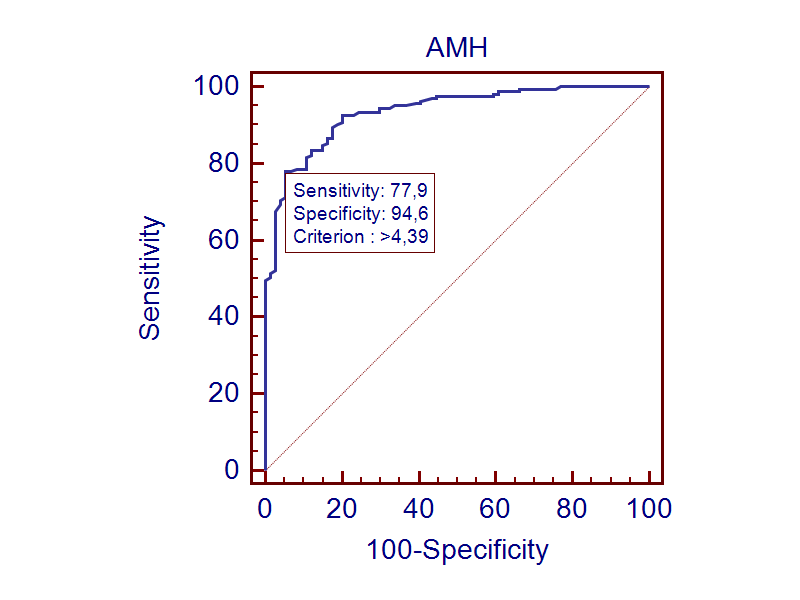 AMH
100
80
60
40
20
0
Sensitivity
Sensitivity: 77,9
Specificity: 94,6
Criterion : >4,39
0 20 40 60 80 100
100-Specificity